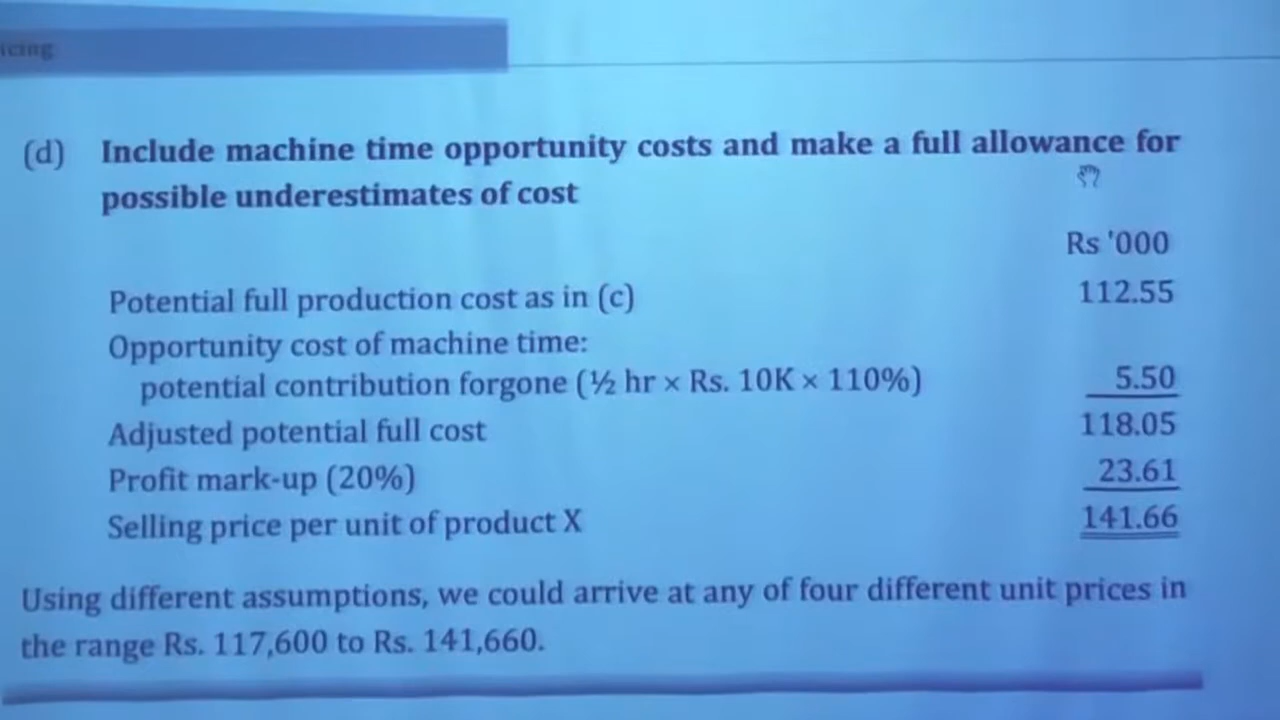 (d) Include machine time opportunity costs and make a full allowance for
possible underestimates of cost
Rs '000
Potential full production cost as in (c) 112.55
Opportunity cost of machine time:
potential contribution forgone (½ hr × Rs. 10K × 110%) 5.50
Adjusted potential full cost 118.05
Profit mark-up (20%) 23.61
Selling price per unit of product X 141.66
Using different assumptions, we could arrive at any of four different unit prices in
the range Rs. 117,600 to Rs. 141,660.